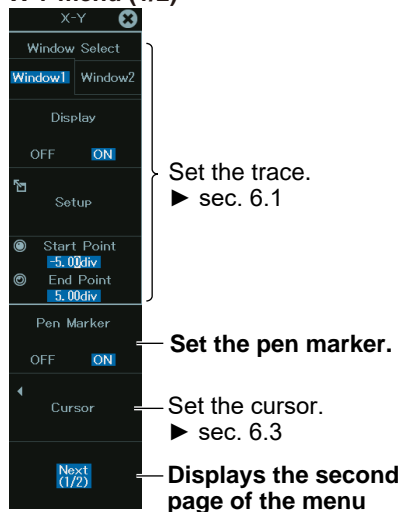 X-Y
Window Select
Window1 Window2
Display
OFF ON
Setup
Start Point
-5.00div
End Point
5.00div
Pen Marker
OFF ON
Cursor
Next
(1/2)
Set the trace.
► sec. 6.1
Set the pen marker.
Set the cursor.
► sec. 6.3
Displays the second
page of the menu